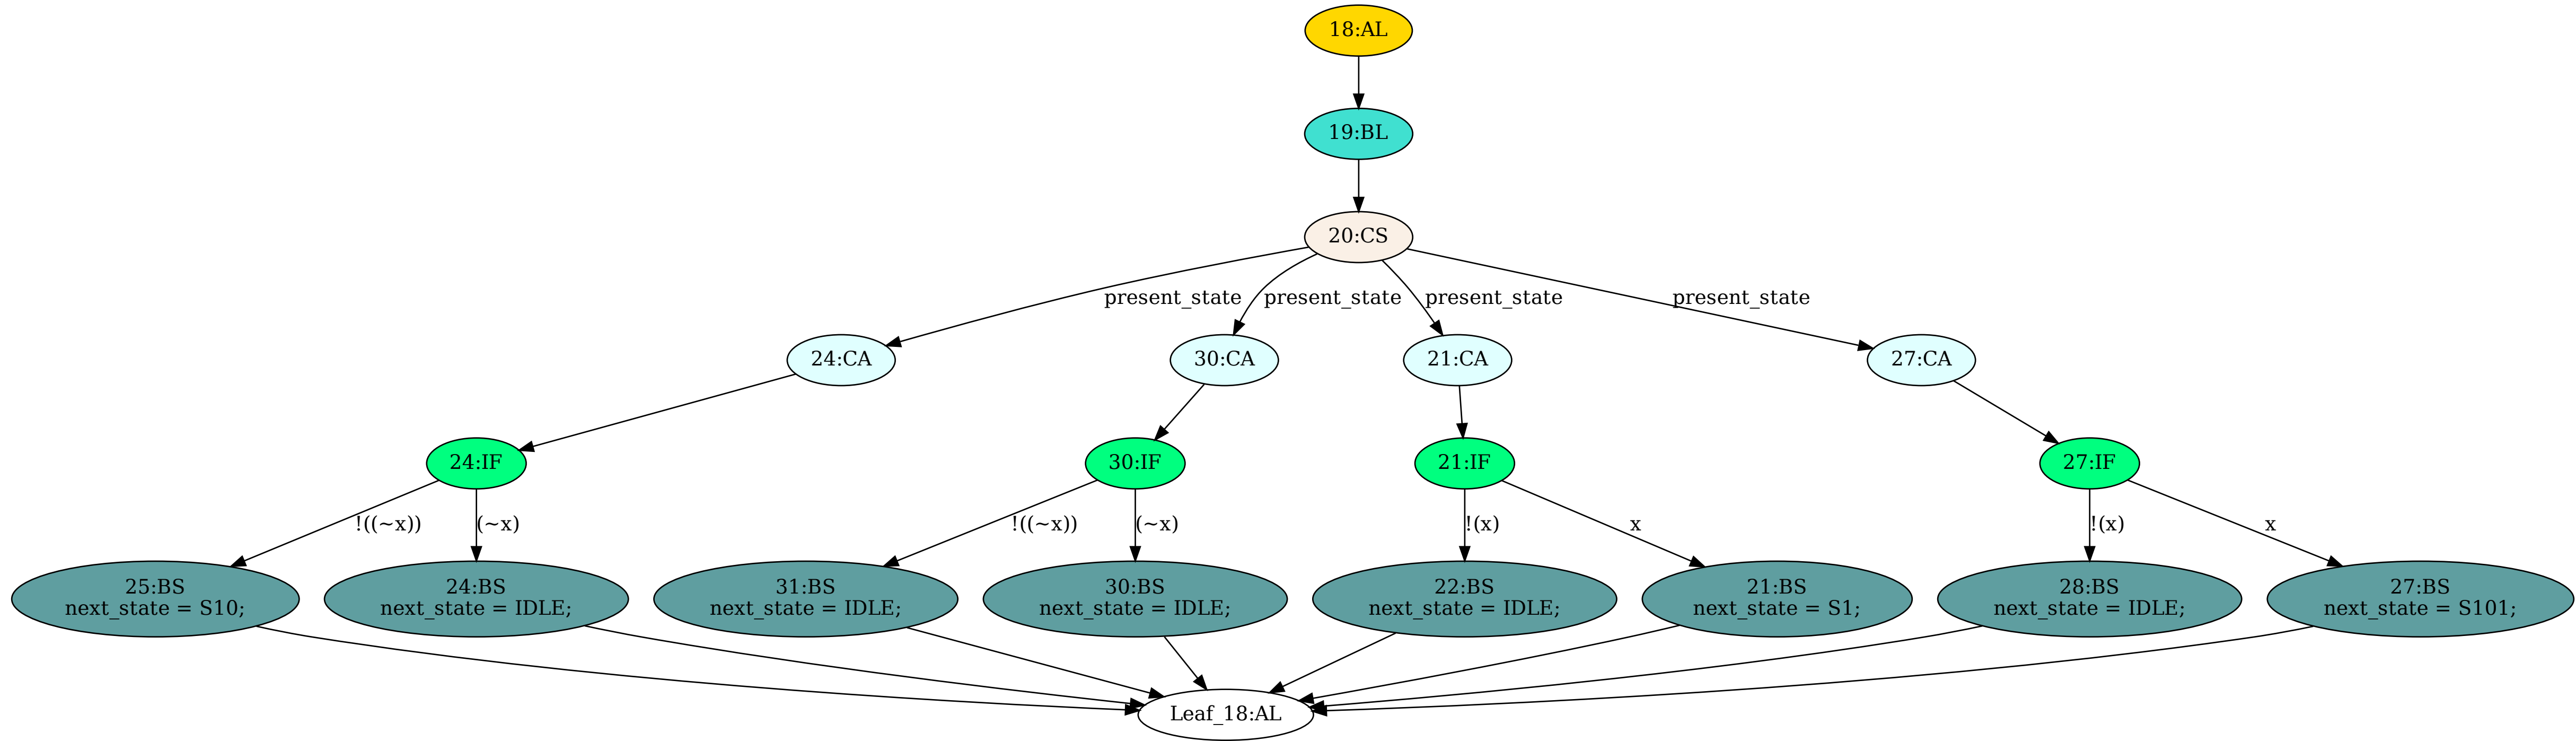 18:AL
19:BL
20:CS
present_state
present_state
present_state
present_state
24:CA
30:CA
21:CA
27:CA
24:IF
30:IF
21:IF
27:IF
!((~x))
(~x)
!((~x))
(~x)
!(x)
x
!(x)
x
25:BS
next_state = S10;
24:BS
next_state = IDLE;
31:BS
next_state = IDLE;
30:BS
next_state = IDLE;
22:BS
next_state = IDLE;
21:BS
next_state = S1;
28:BS
next_state = IDLE;
27:BS
next_state = S101;
Leaf_18:AL